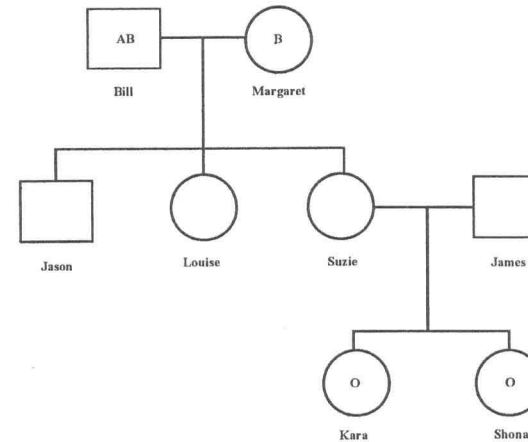 AB B
Bill Margaret
Jason Louise Suzie James
O O
Kara Shona